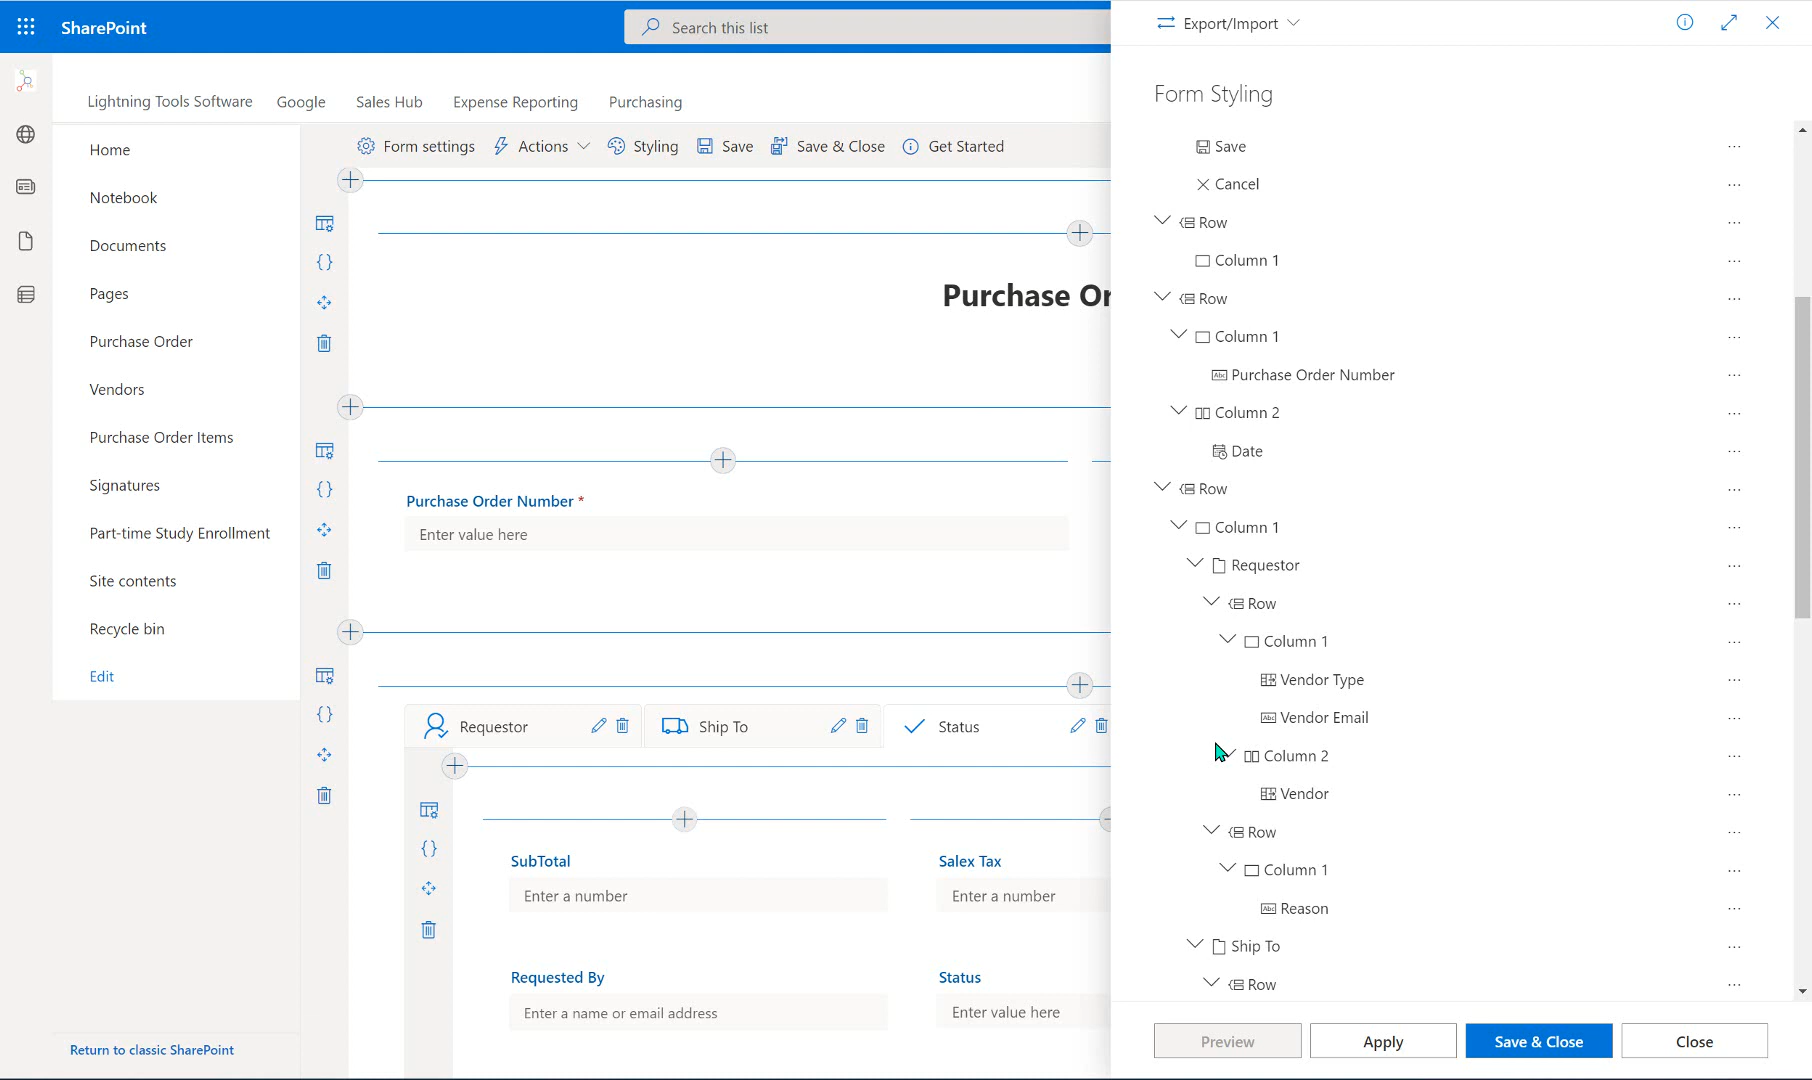 SharePoint
Search this list
Export/Import
Lightning Tools Software
Google
Sales Hub
Expense Reporting
Purchasing
Form Styling
Home
Notebook
Documents
Pages
Purchase Order
Vendors
Purchase Order Items
Signatures
Part-time Study Enrollment
Site contents
Recycle bin
Edit
Return to classic SharePoint
Form settings
Actions
Styling
Save
Save & Close
Get Started
Purchase Or
Purchase Order Number *
Enter value here
Requestor
Ship To
Status
SubTotal
Enter a number
Salex Tax
Enter a number
Requested By
Enter a name or email address
Status
Enter value here
Save
Cancel
Row
Column 1
Row
Column 1
Abc Purchase Order Number
Column 2
Date
Row
Column 1
Requestor
Row
Column 1
Vendor Type
Abc Vendor Email
Column 2
Vendor
Row
Column 1
Abc Reason
Ship To
Row
Preview
Apply
Save & Close
Close